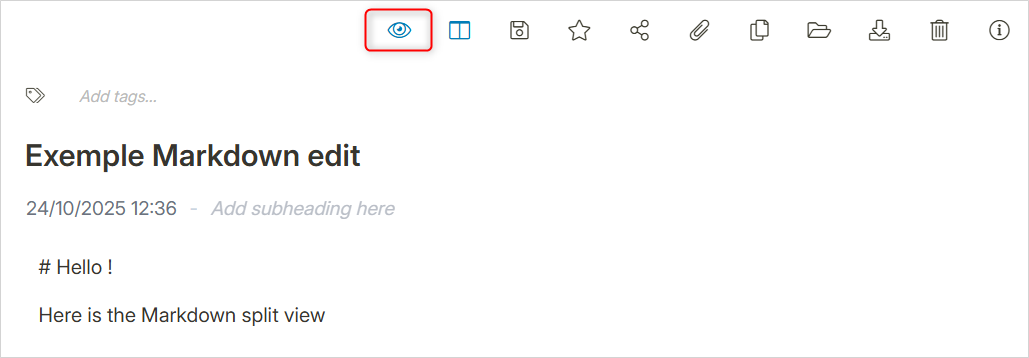 Add tags...
Exemple Markdown edit
24/10/2025 12:36 - Add subheading here
# Hello !
Here is the Markdown split view